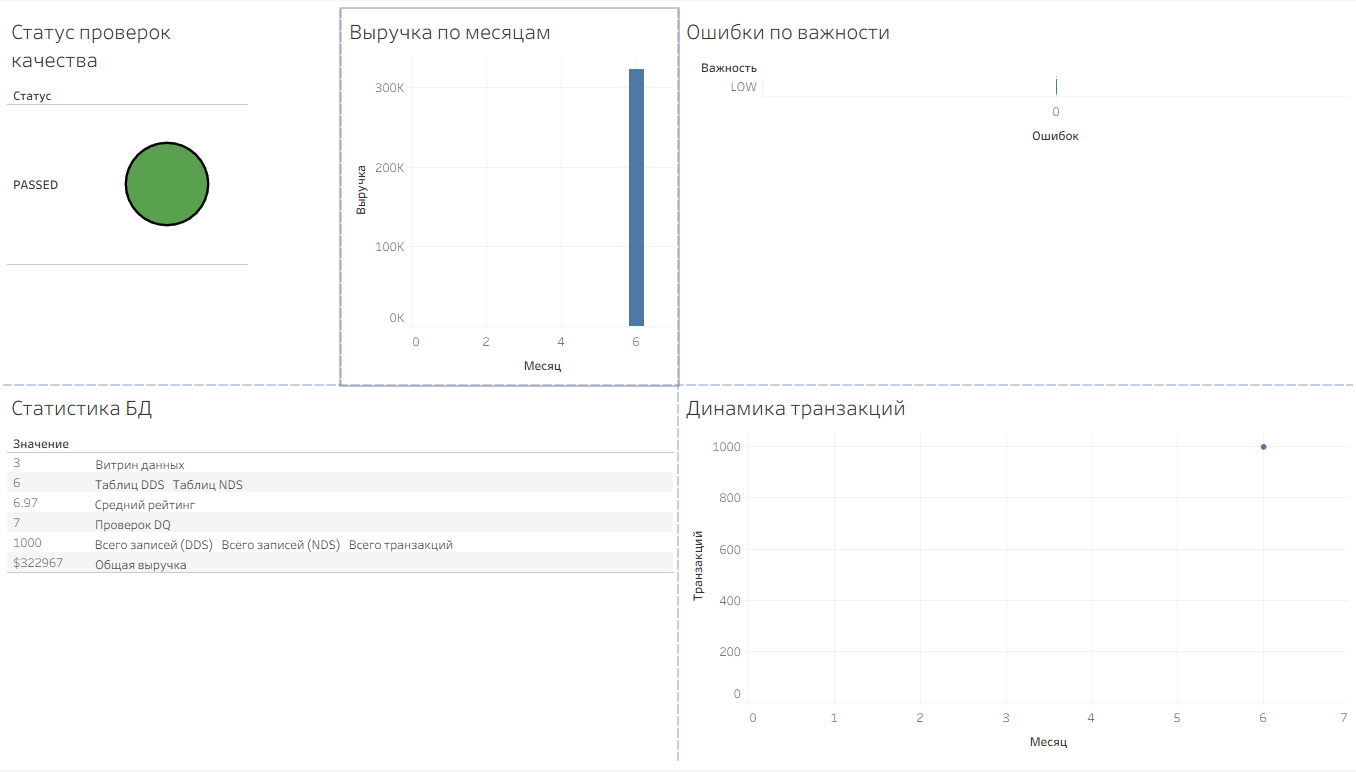 Статус проверок
качества
Статус
PASSED
Выручка по месяцам
300K
200K
100K
0K
Выручка
0 2 4 6
Месяц
Ошибки по важности
Важность
LOW
0
Ошибок
Статистика БД
Значение
3 Витрин данных
6 Таблиц DDS Таблиц NDS
6.97 Средний рейтинг
7 Проверок DQ
1000 Всего записей (DDS) Всего записей (NDS) Всего транзакций
$322967 Общая выручка
Динамика транзакций
1000
800
600
400
200
0
Транзакций
0 1 2 3 4 5 6 7
Месяц